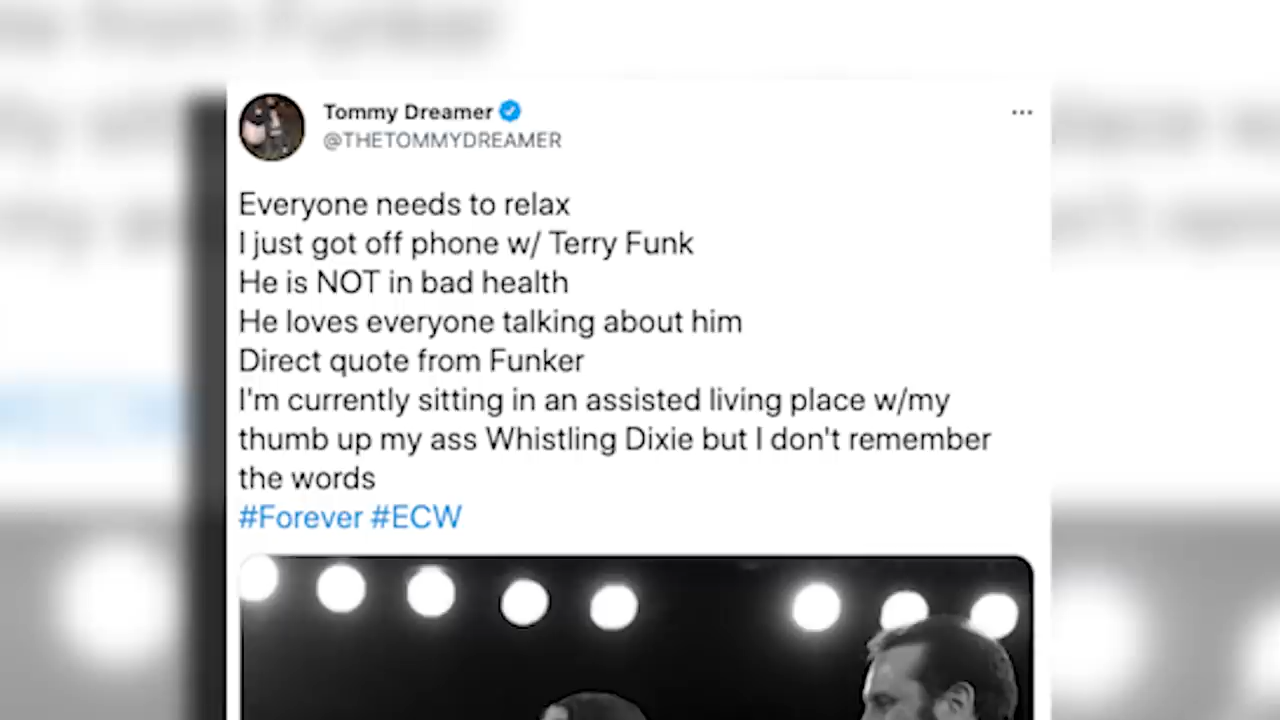 Tommy Dreamer
@THETOMMYDREAMER
Everyone needs to relax
I just got off phone w/ Terry Funk
He is NOT in bad health
He loves everyone talking about him
Direct quote from Funker
I'm currently sitting in an assisted living place w/my
thumb up my ass Whistling Dixie but I don't remember
the words
#Forever #ECW